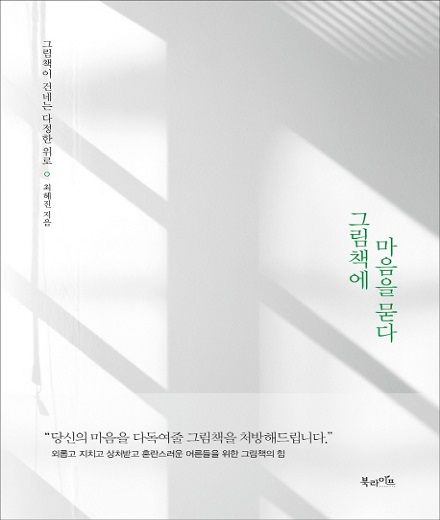 그림책이 건네는 다정한 위로
최혜진 지음
그림책에
마음을 묻다
“당신의 마음을 다독여줄 그림책을 처방해드립니다.”
외롭고 지치고 상처받고 혼란스러운 어른들을 위한 그림책의 힘
북라이프